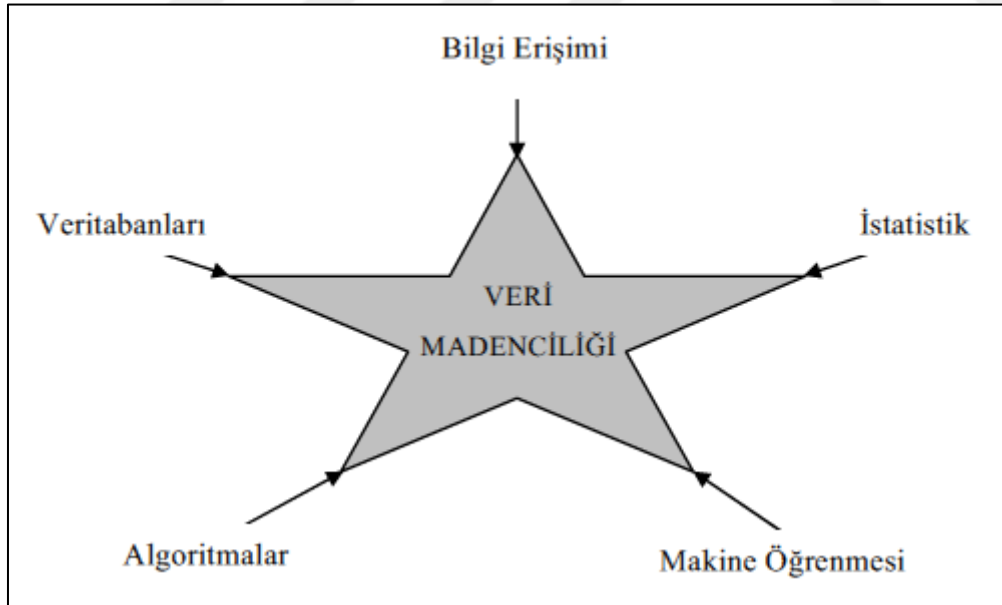 Bilgi Erişimi
Veritabanları
İstatistik
VERİ
MADENCİLİĞİ
Algoritmalar
Makine Öğrenmesi